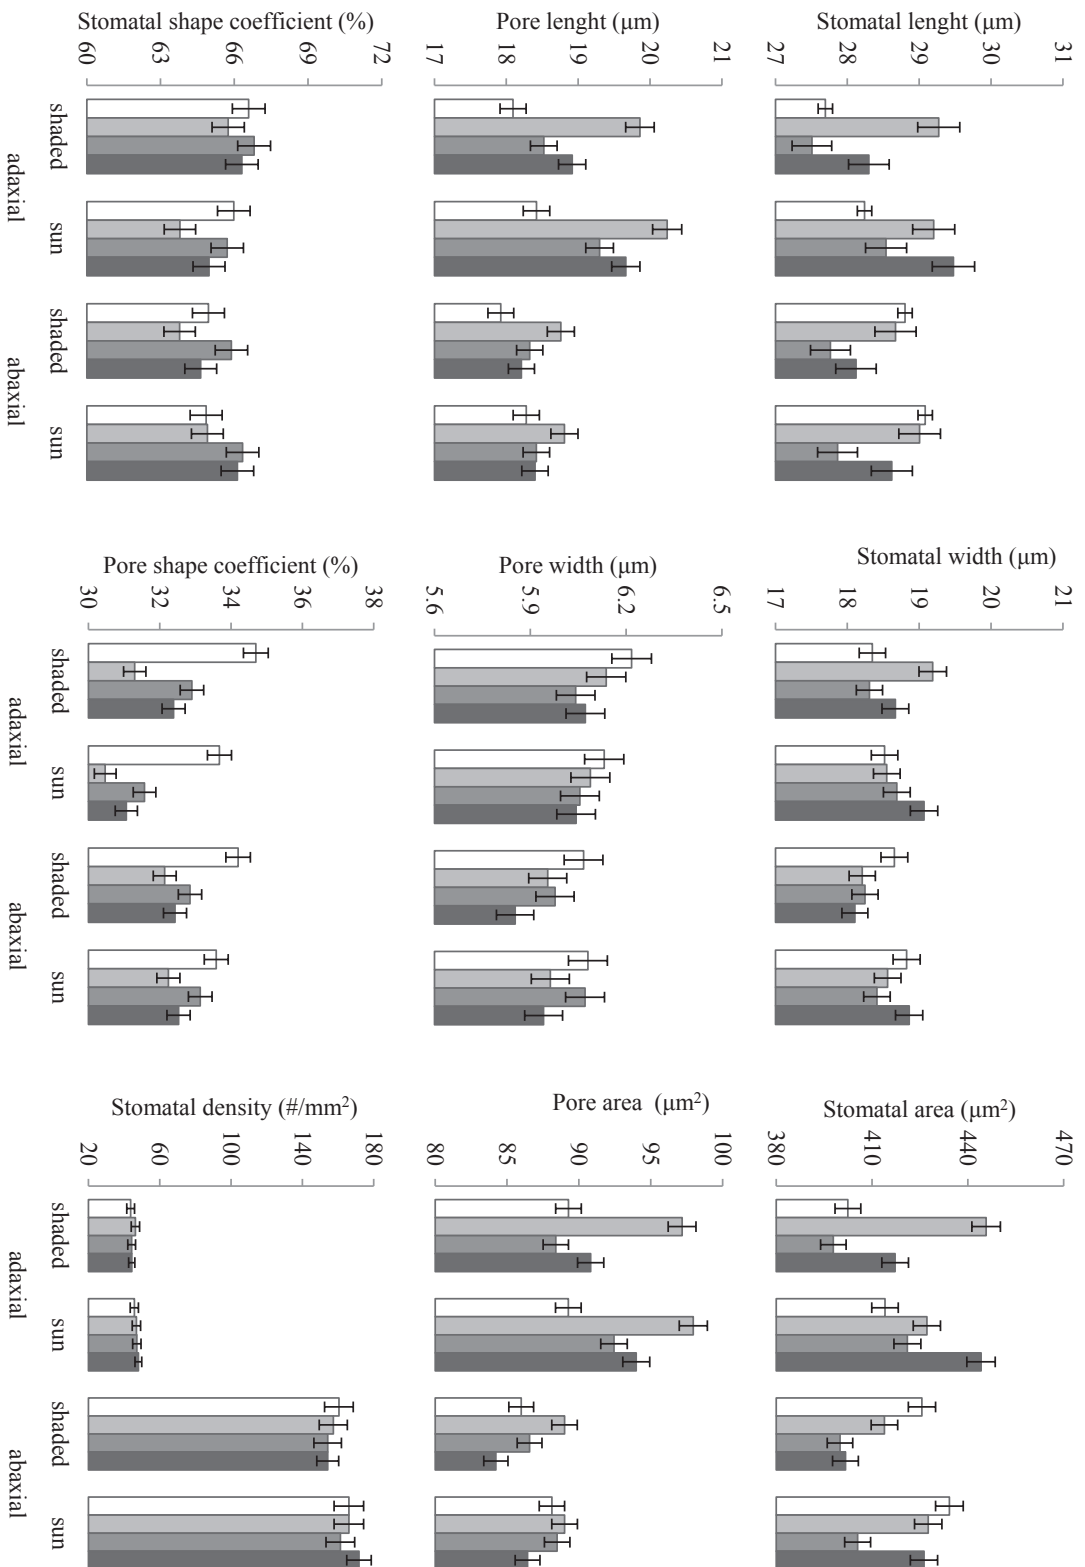 Stomatal lenght (μm)
31
30
29
28
27
Stomatal width (μm)
21
20
19
18
17
Stomatal area (μm²)
470
440
410
380
Pore lenght (μm)
21
20
19
18
17
Pore width (μm)
6.5
6.2
5.9
5.6
Pore area (μm²)
100
95
90
85
80
Stomatal shape coefficient (%)
72
69
66
63
60
shaded sun shaded sun
adaxial abaxial
Pore shape coefficient (%)
38
36
34
32
30
shaded sun shaded sun
adaxial abaxial
Stomatal density (#/mm²)
180
140
100
60
20
shaded sun shaded sun
adaxial abaxial